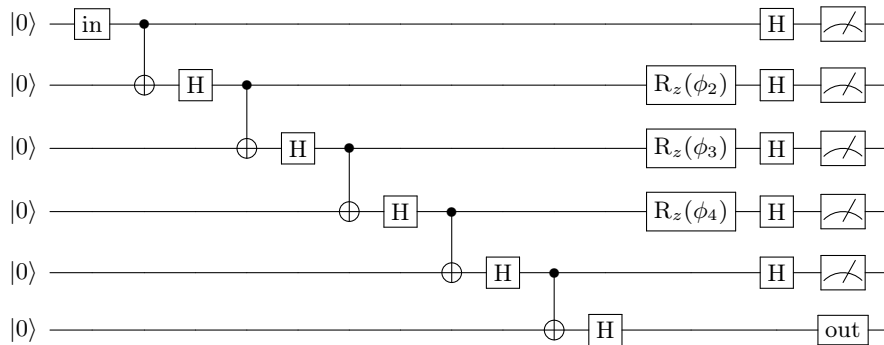 |0⟩ in H
|0⟩ H R_z(ϕ_2) H
|0⟩ H R_z(ϕ_3) H
|0⟩ H R_z(ϕ_4) H
|0⟩ H H
|0⟩ H out